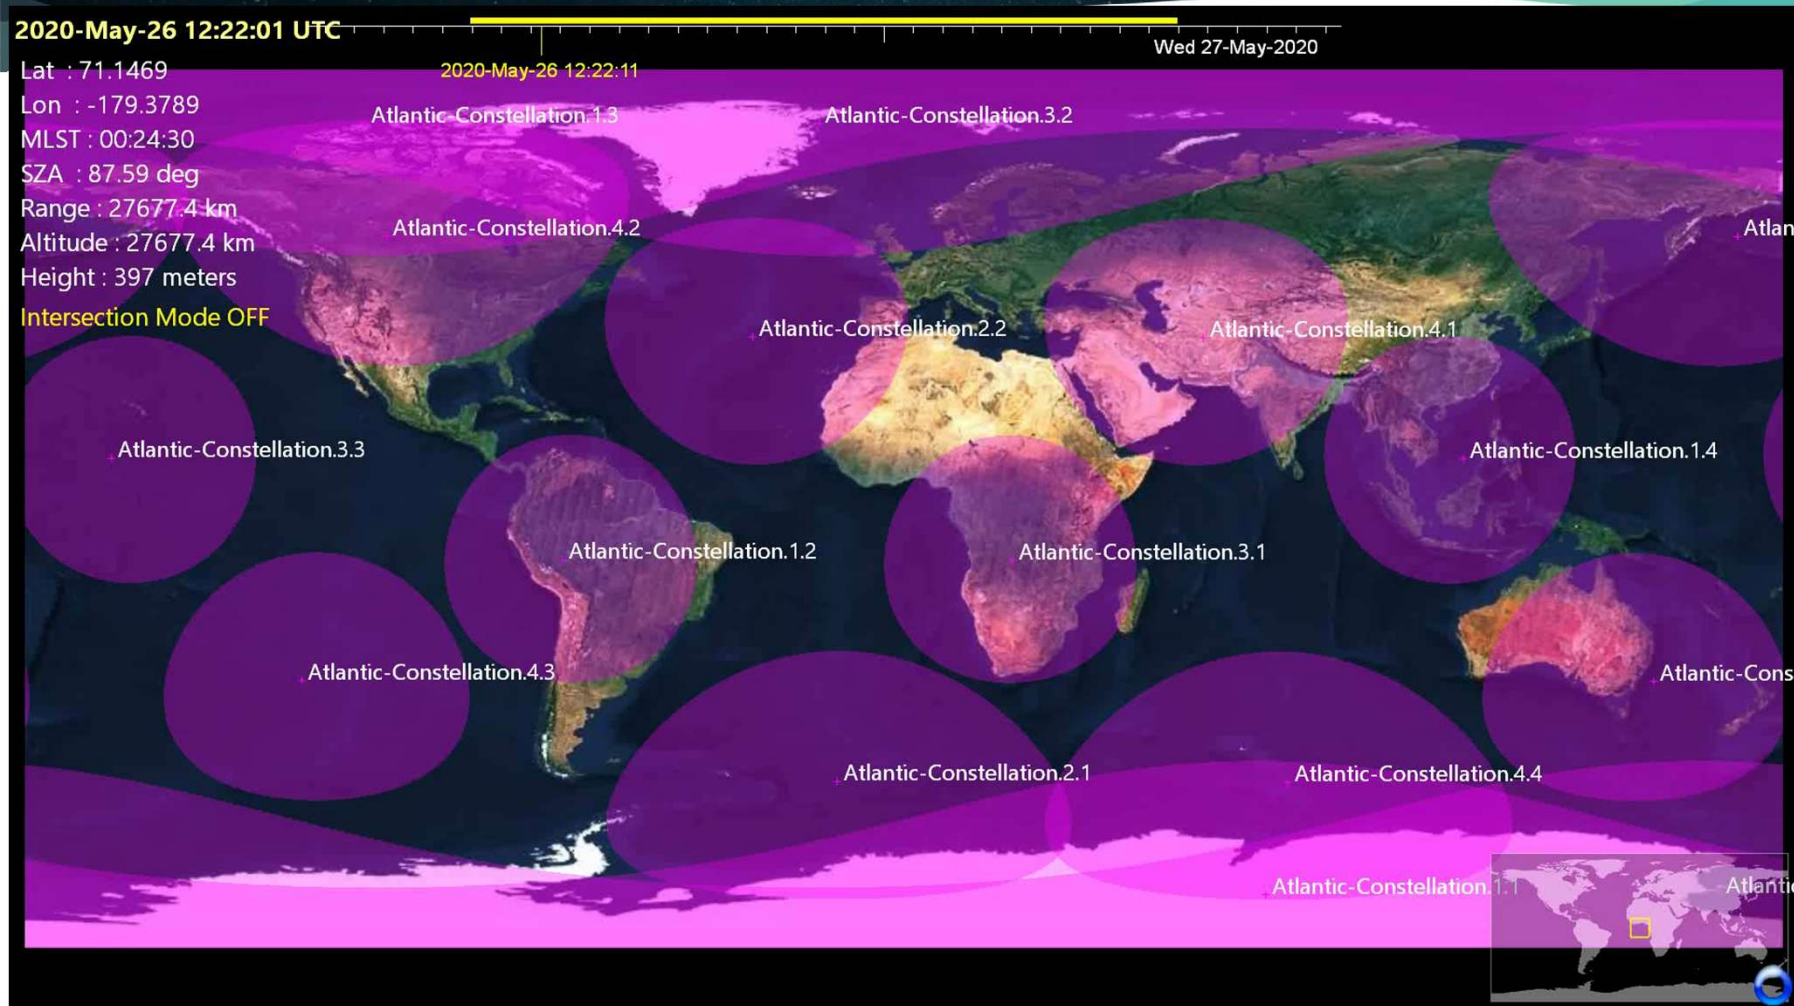 2020-May-26 12:22:01 UTC
Wed 27-May-2020
2020-May-26 12:22:11
Lat : 71.1469
Lon : -179.3789
MLST : 00:24:30
SZA : 87.59 deg
Range : 27677.4 km
Altitude : 27677.4 km
Height : 397 meters
Intersection Mode OFF
Atlantic-Constellation.1.3
Atlantic-Constellation.3.2
Atlantic-Constellation.4.2
Atlan
Atlantic-Constellation.2.2
Atlantic-Constellation.4.1
Atlantic-Constellation.3.3
Atlantic-Constellation.1.4
Atlantic-Constellation.1.2
Atlantic-Constellation.3.1
Atlantic-Constellation.4.3
Atlantic-Cons
Atlantic-Constellation.2.1
Atlantic-Constellation.4.4
Atlantic-Constellation.1.1
Atlanti